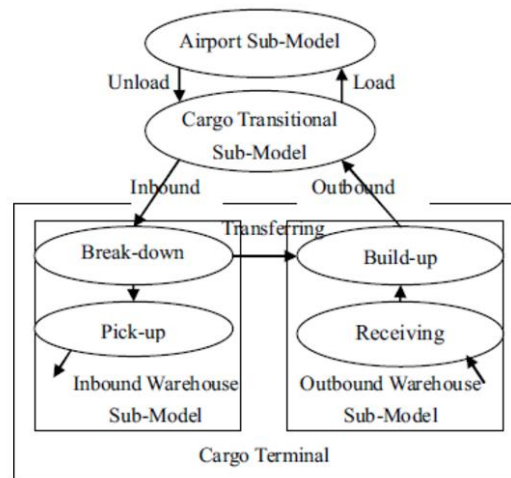 Airport Sub-Model
Unload
Load
Cargo Transitional
Sub-Model
Inbound
Outbound
Transferring
Break-down
Build-up
Pick-up
Receiving
Inbound Warehouse
Sub-Model
Outbound Warehouse
Sub-Model
Cargo Terminal